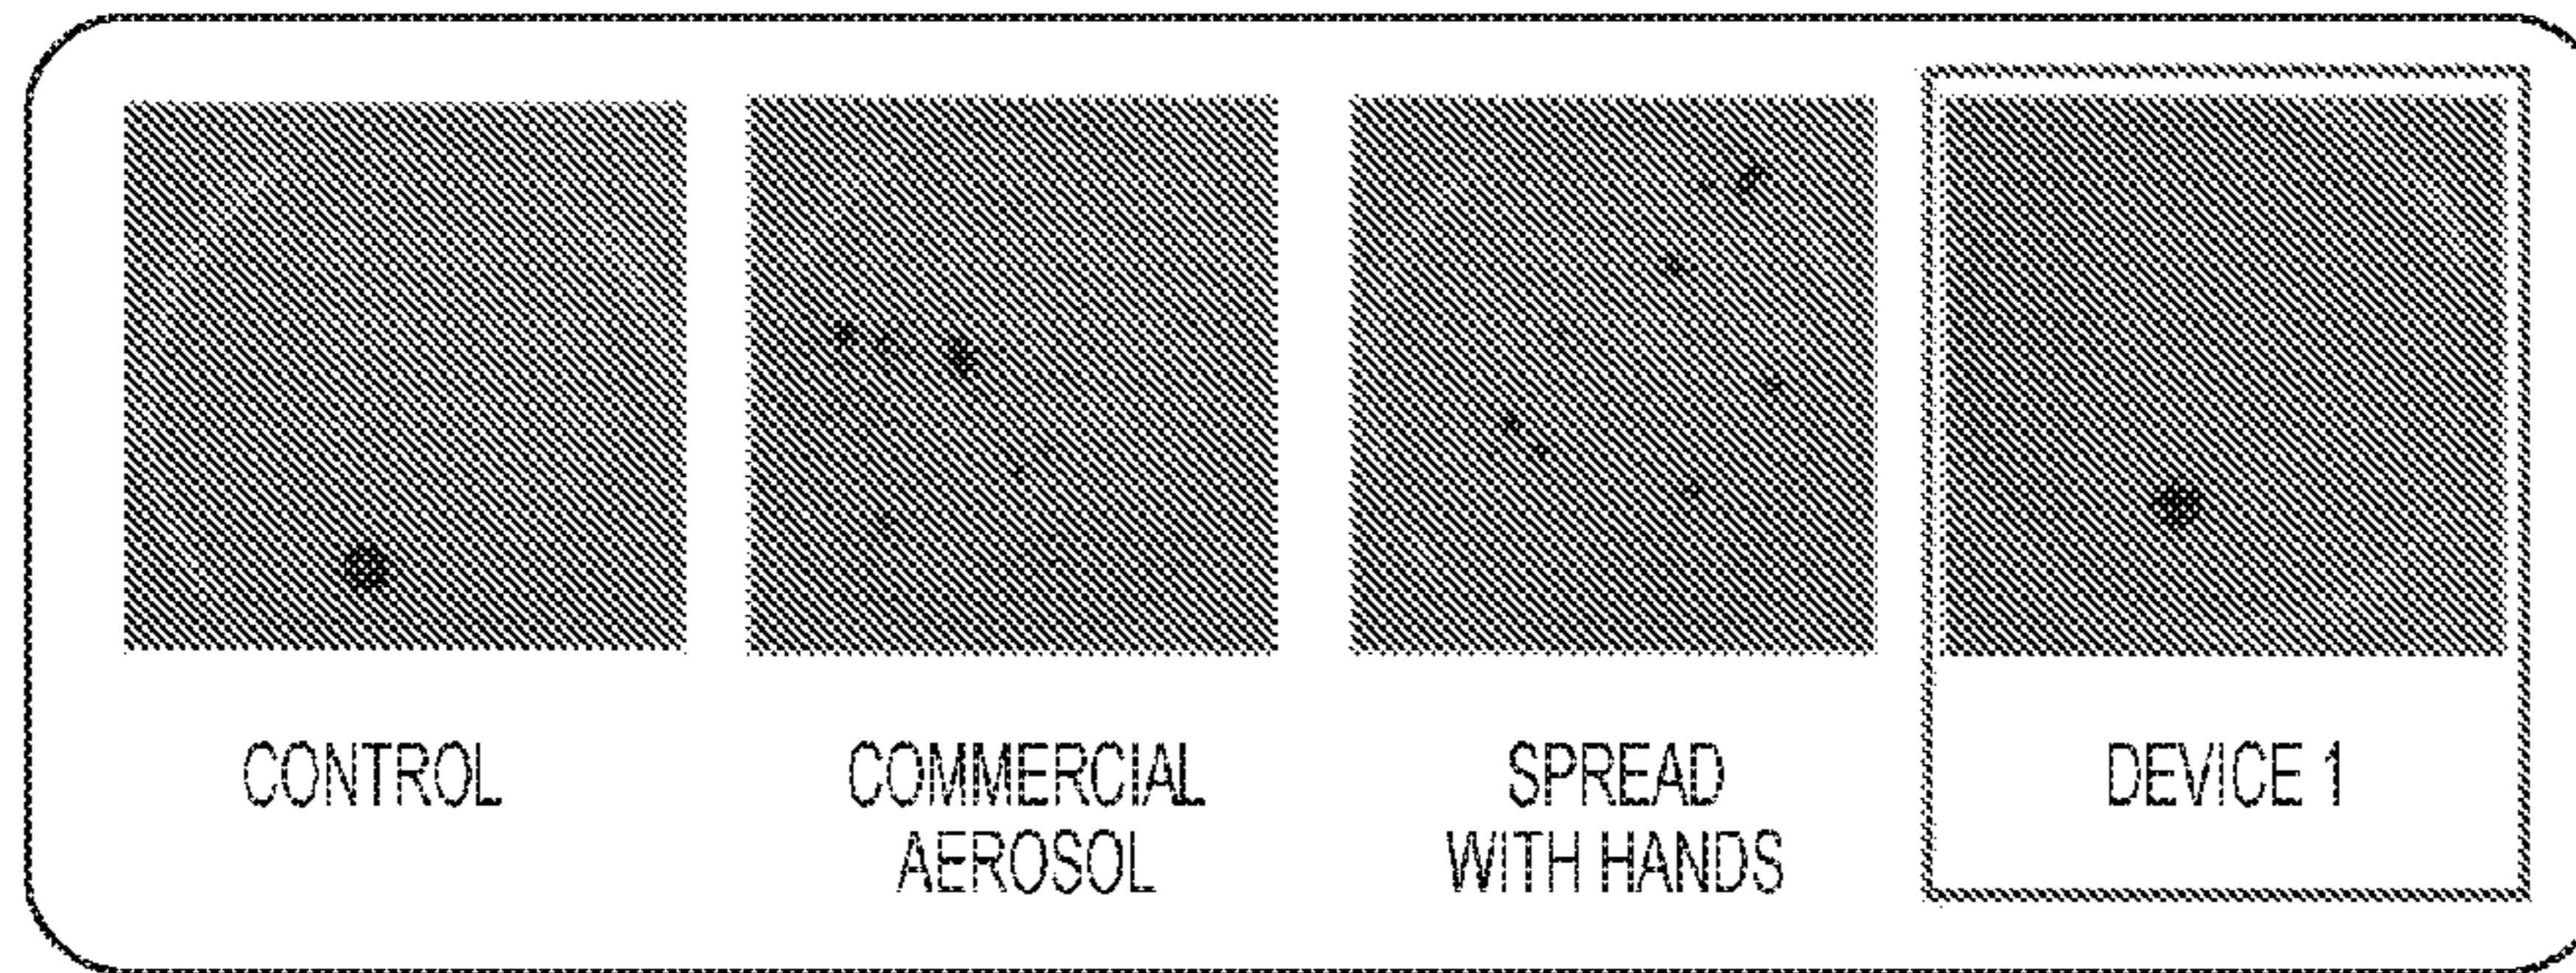 CONTROL
COMMERCIAL
AEROSOL
SPREAD
WITH HANDS
DEVICE 1